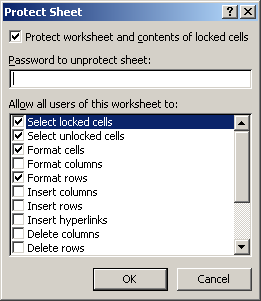 Protect Sheet
Protect worksheet and contents of locked cells
Password to unprotect sheet:
Allow all users of this worksheet to:
Select locked cells
Select unlocked cells
Format cells
Format columns
Format rows
Insert columns
Insert rows
Insert hyperlinks
Delete columns
Delete rows
OK Cancel